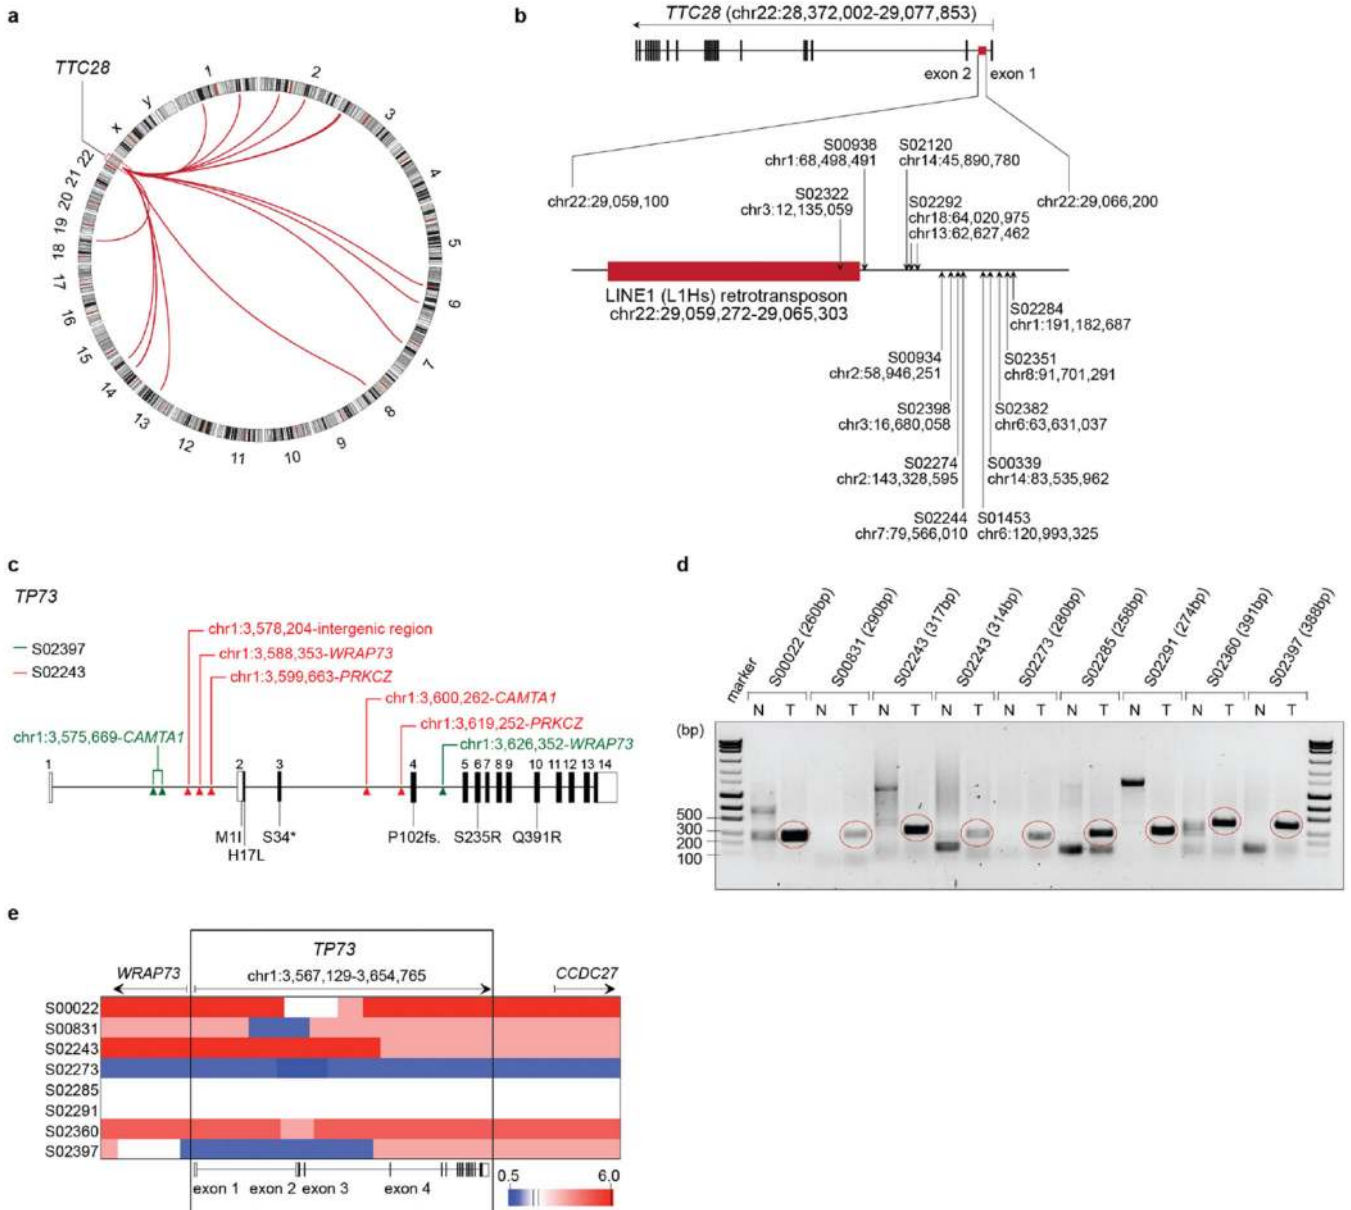 a
TTC28
1
2
3
4
5
6
7
8
9
10
11
12
13
14
15
16
17
18
19
20
21
22
x
y
b
TTC28 (chr22:28,372,002-29,077,853)
exon 2
exon 1
S00938
chr1:68,498,491
S02120
chr14:45,890,780
chr22:29,059,100
S02322
chr3:12,135,059
S02292
chr18:64,020,975
chr13:62,627,462
chr22:29,066,200
LINE1 (L1Hs) retrotransposon
chr22:29,059,272-29,065,303
S02284
chr1:191,182,687
S00934
chr2:58,946,251
S02351
chr8:91,701,291
S02398
chr3:16,680,058
S02382
chr6:63,631,037
S02274
chr2:143,328,595
S00339
chr14:83,535,962
S02244
chr7:79,566,010
S01453
chr6:120,993,325
c
TP73
S02397
S02243
chr1:3,578,204-intergenic region
chr1:3,588,353-WRAP73
chr1:3,599,663-PRKCZ
chr1:3,600,262-CAMTA1
chr1:3,619,252-PRKCZ
chr1:3,575,669-CAMTA1
chr1:3,626,352-WRAP73
1 2 3 4 5 6 7 8 9 10 11 12 13 14
M1I
H17L
S34*
P102fs.
S235R
Q391R
d
marker
S00022 (260bp)
S00831 (290bp)
S02243 (317bp)
S02243 (314bp)
S02273 (280bp)
S02285 (258bp)
S02291 (274bp)
S02360 (391bp)
S02397 (388bp)
N T N T N T N T N T N T N T N T N T
(bp)
500
300
200
100
e
TP73
WRAP73
chr1:3,567,129-3,654,765
CCDC27
S00022
S00831
S02243
S02273
S02285
S02291
S02360
S02397
exon 1 exon 2 exon 3 exon 4
0.5 6.0